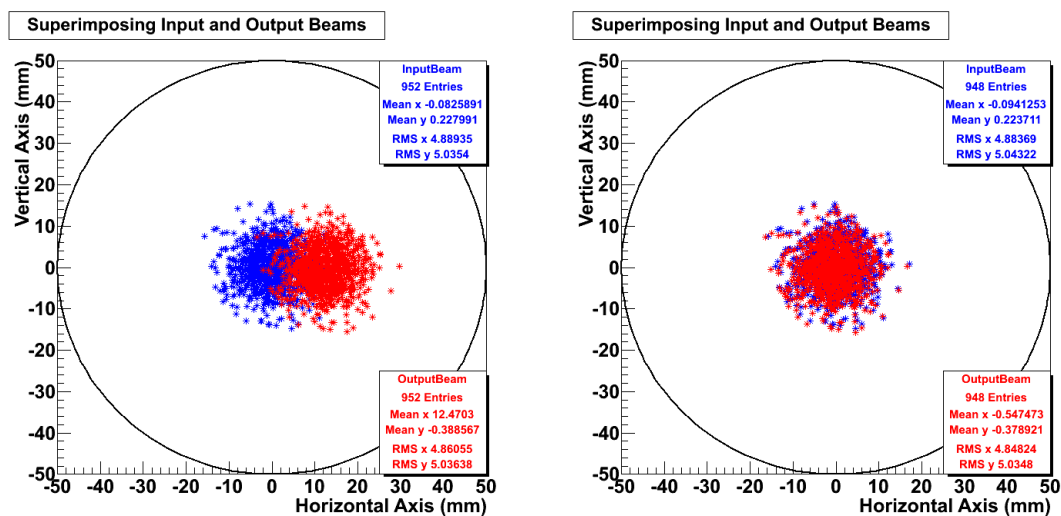 Superimposing Input and Output Beams
Vertical Axis (mm)
50
40
30
20
10
0
-10
-20
-30
-40
-50
InputBeam
952 Entries
Mean x -0.0825891
Mean y 0.227991
RMS x 4.88935
RMS y 5.0354
OutputBeam
952 Entries
Mean x 12.4703
Mean y -0.388567
RMS x 4.86055
RMS y 5.03638
-50 -40 -30 -20 -10 0 10 20 30 40 50
Horizontal Axis (mm)
Superimposing Input and Output Beams
Vertical Axis (mm)
50
40
30
20
10
0
-10
-20
-30
-40
-50
InputBeam
948 Entries
Mean x -0.0941253
Mean y 0.223711
RMS x 4.88369
RMS y 5.04322
OutputBeam
948 Entries
Mean x -0.547473
Mean y -0.378921
RMS x 4.84824
RMS y 5.0348
-50 -40 -30 -20 -10 0 10 20 30 40 50
Horizontal Axis (mm)